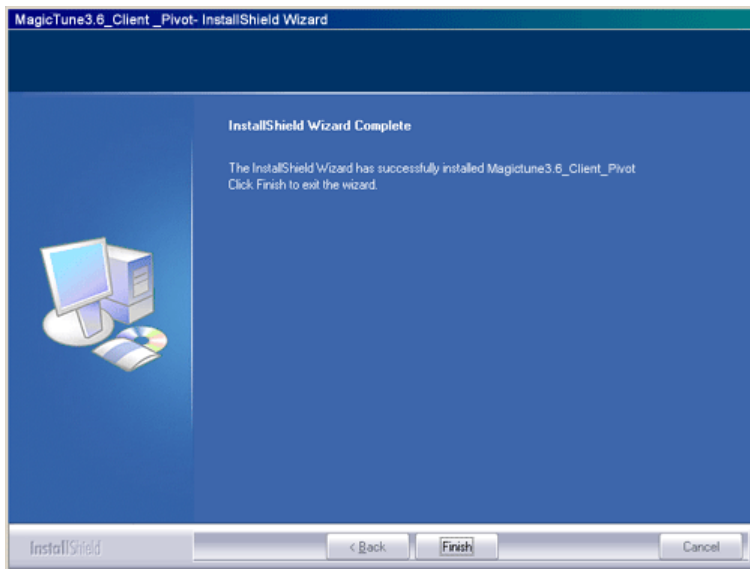 MagicTune3.6_Client _Pivot- InstallShield Wizard
InstallShield Wizard Complete
The InstallShield Wizard has successfully installed Magictune3.6_Client_Pivot
Click Finish to exit the wizard.
InstallShield
< Back
Finish
Cancel